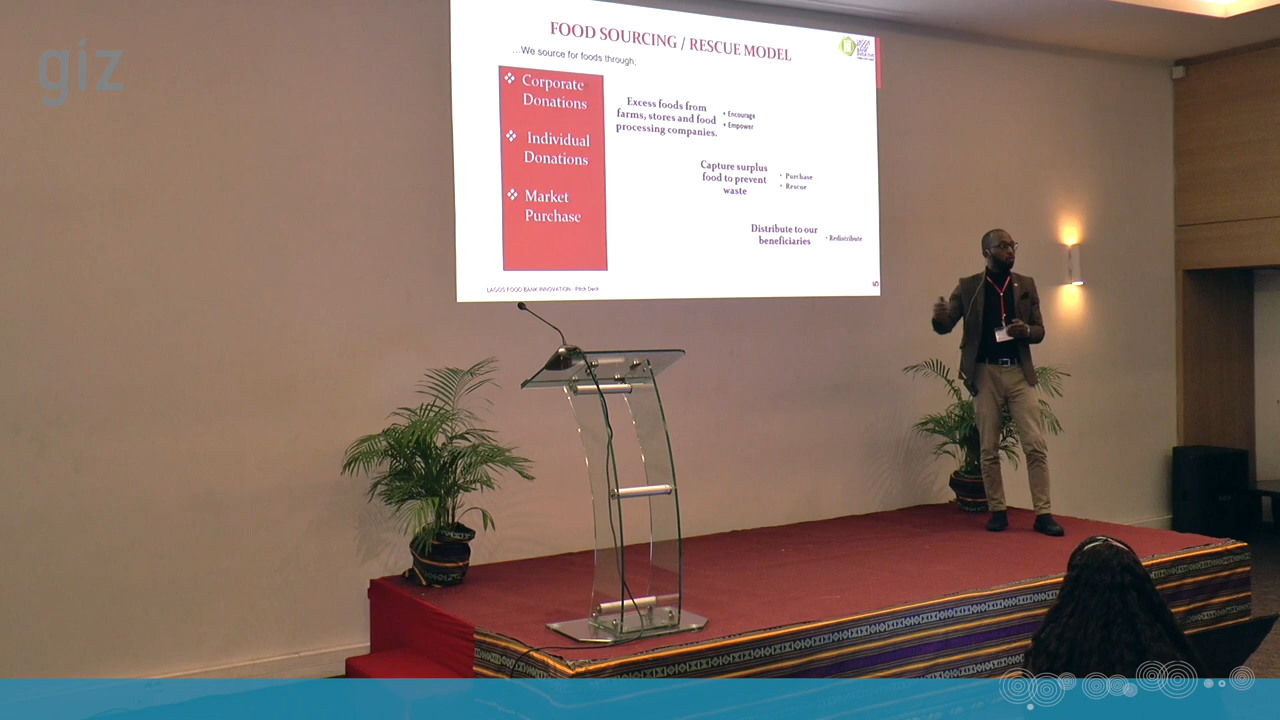 giz
FOOD SOURCING / RESCUE MODEL
...We source for foods through;
❖ Corporate
Donations
❖ Individual
Donations
❖ Market
Purchase
Excess foods from
farms, stores and food
processing companies.
• Encourage
• Empower
Capture surplus
food to prevent
waste
• Purchase
• Rescue
Distribute to our
beneficiaries
• Redistribute
LAGOS FOOD BANK INNOVATION Pitch Deck